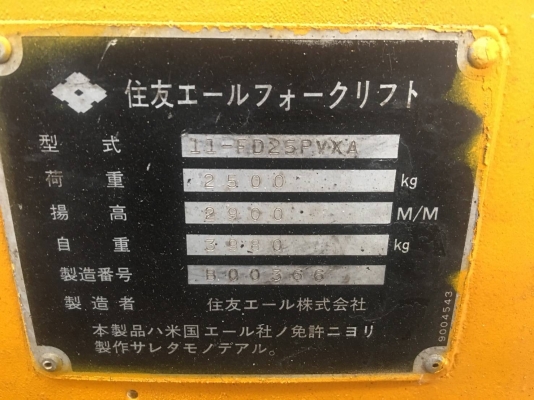 住友エールフォークリフト
型式 11-FD25PVXA
荷重 2500 kg
揚高 2900 M/M
自重 kg
製造番号 B00366
製造者 住友エール株式会社
本製品ハ米国エール社ノ免許ニヨリ
製作サレタモノデアル。
9004543